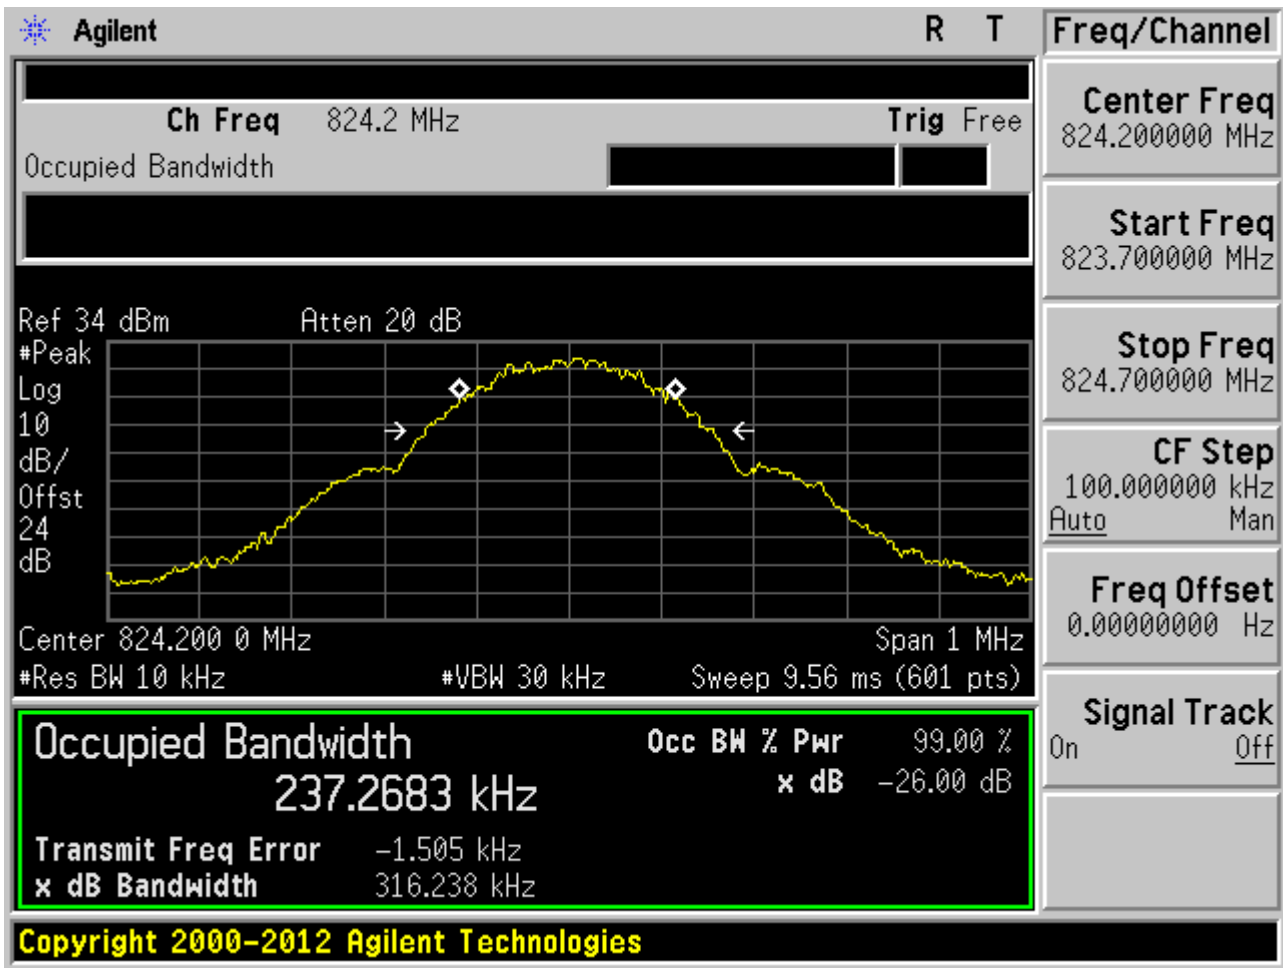 Agilent R T
Ch Freq 824.2 MHz Trig Free
Occupied Bandwidth
Ref 34 dBm Atten 20 dB
#Peak
Log
10
dB/
Offst
24
dB
Center 824.200 0 MHz Span 1 MHz
#Res BW 10 kHz #VBW 30 kHz Sweep 9.56 ms (601 pts)
Occupied Bandwidth
237.2683 kHz
Occ BW % Pwr 99.00 %
x dB -26.00 dB
Transmit Freq Error -1.505 kHz
x dB Bandwidth 316.238 kHz
Copyright 2000-2012 Agilent Technologies
Freq/Channel
Center Freq
824.200000 MHz
Start Freq
823.700000 MHz
Stop Freq
824.700000 MHz
CF Step
100.000000 kHz
Auto Man
Freq Offset
0.00000000 Hz
Signal Track
On Off